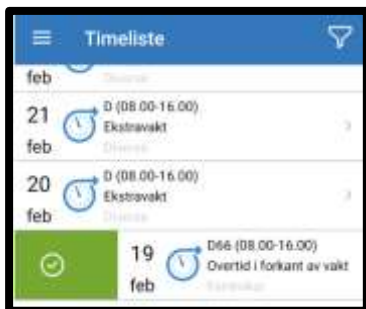 Timeliste
feb
21
feb
D (08.00-16.00)
Ekstravakt
20
feb
D (08.00-16.00)
Ekstravakt
19
feb
D66 (08.00-16.00)
Overtid i forkant av vakt